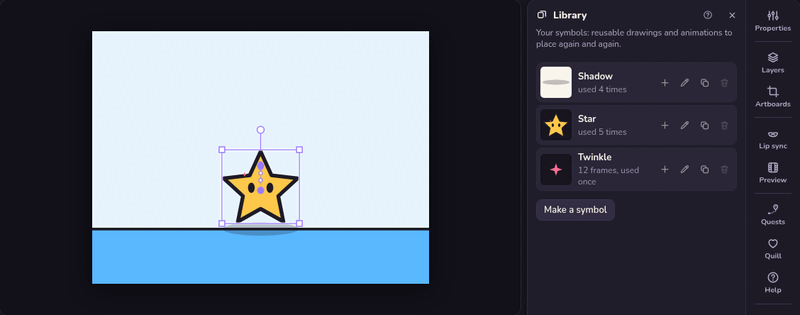 Library
Your symbols: reusable drawings and animations to
place again and again.
Shadow
used 4 times
Star
used 5 times
Twinkle
12 frames, used
once
Make a symbol
Properties
Layers
Artboards
Lip sync
Preview
Quests
Quill
Help